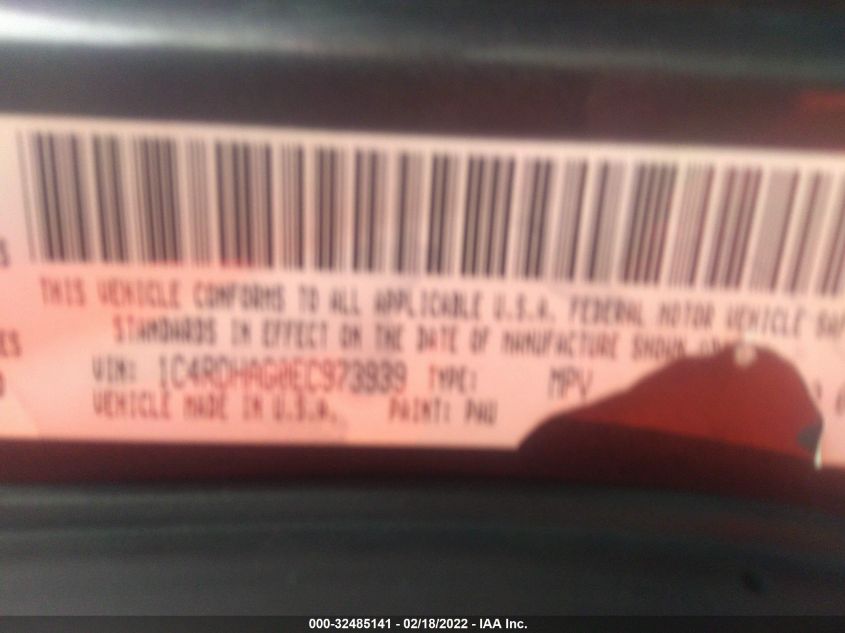 THIS VEHICLE CONFORMS TO ALL APPLICABLE U.S.A. FEDERAL MOTOR VEHICLE
STANDARDS IN EFFECT ON THE DATE OF MANUFACTURE SHOWN
VIN: 1C4RDHAG0EC973939 TYPE: MPV
VEHICLE MADE IN U.S.A. PAINT: PAU
000-32485141 - 02/18/2022 - IAA Inc.